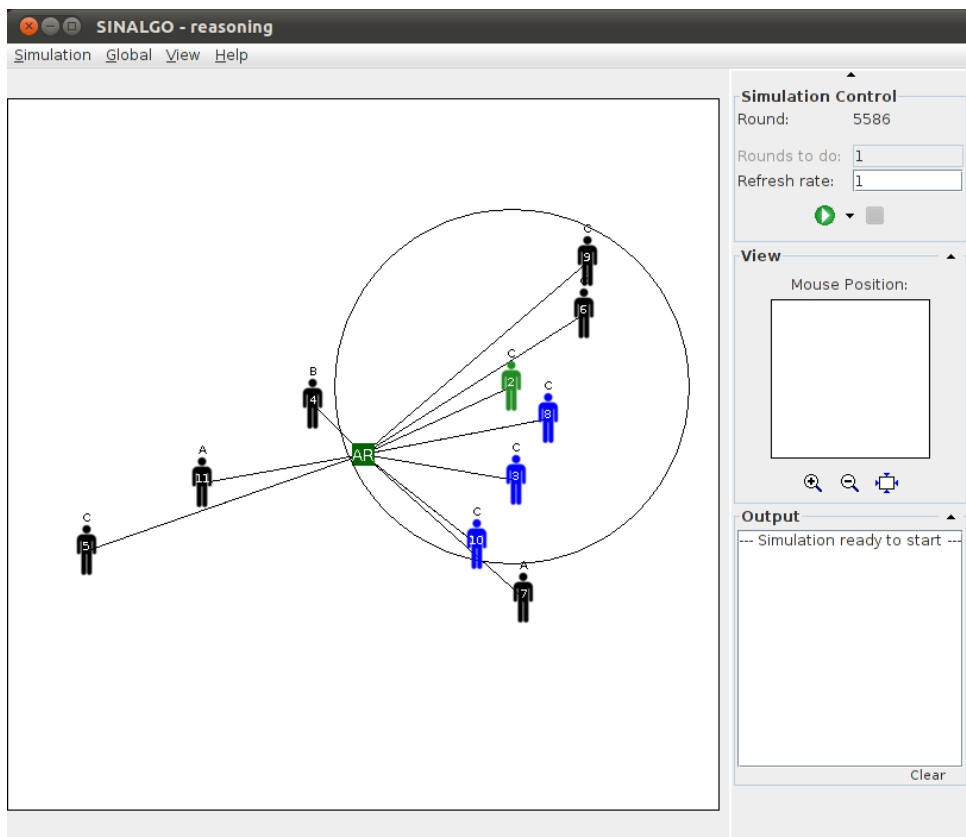 SINALGO - reasoning
Simulation Global View Help
Simulation Control
Round: 5586
Rounds to do: 1
Refresh rate: 1
View
Mouse Position:
Output
--- Simulation ready to start ---
Clear
C
9
6
C
2
B
4
C
8
AR
A
11
C
3
C
5
C
10
A
7